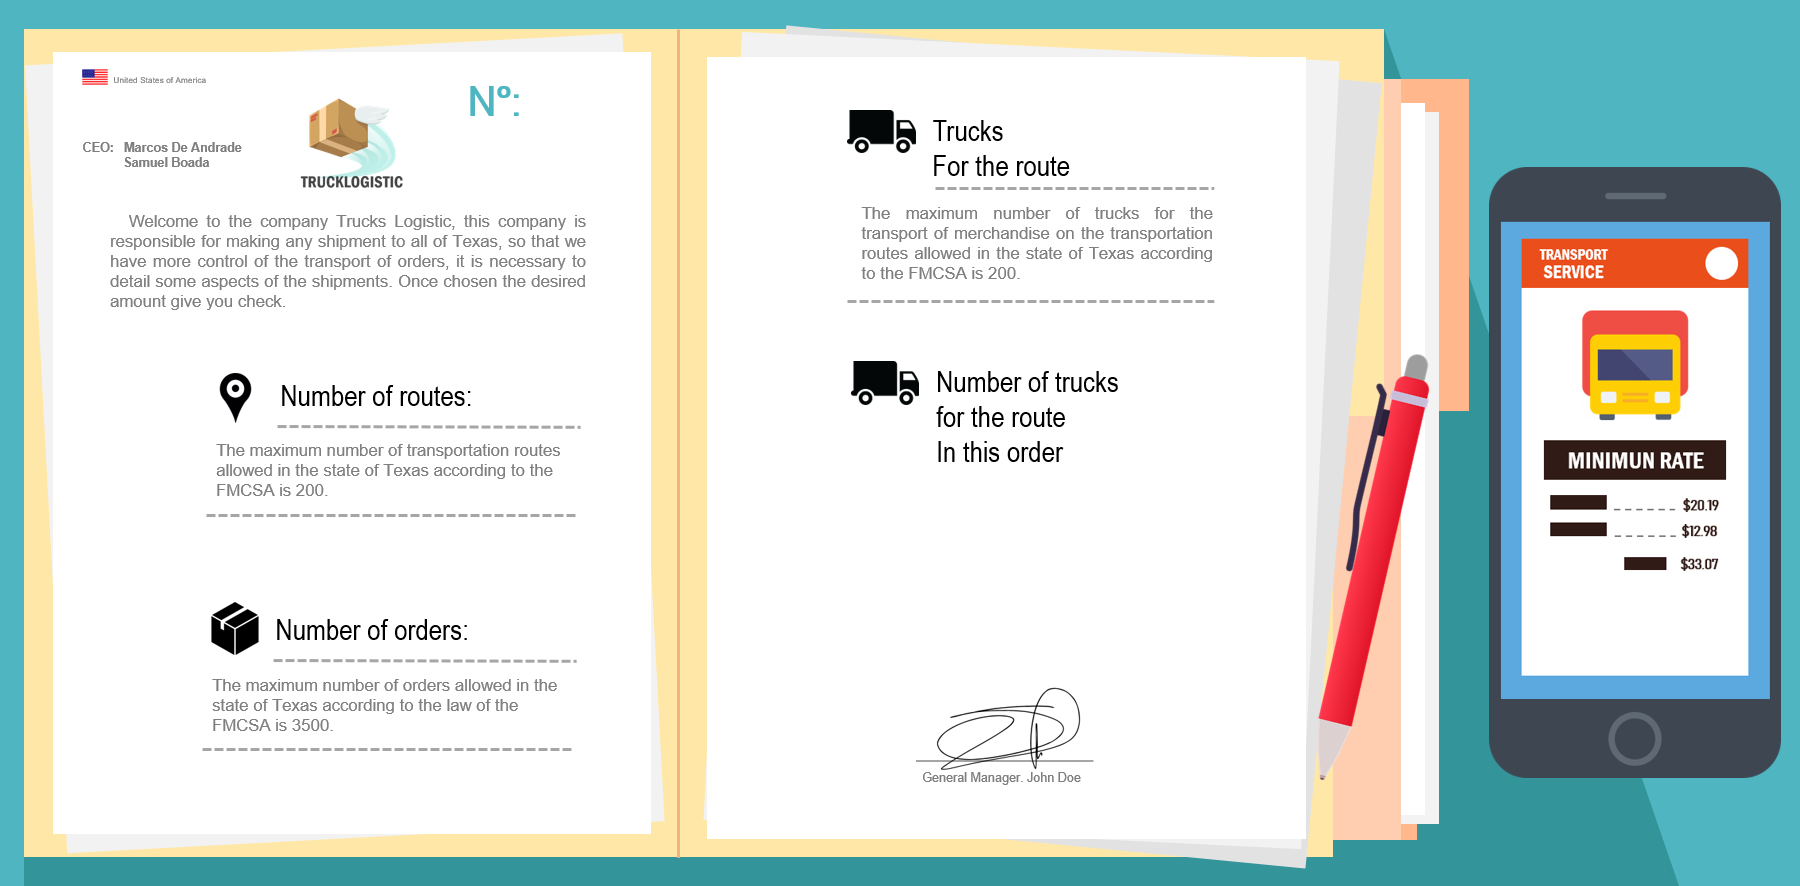 United States of America
Nº:
CEO: Marcos De Andrade
Samuel Boada
TRUCKLOGISTIC
Welcome to the company Trucks Logistic, this company is
responsible for making any shipment to all of Texas, so that we
have more control of the transport of orders, it is necessary to
detail some aspects of the shipments. Once chosen the desired
amount give you check.
Number of routes:
The maximum number of transportation routes
allowed in the state of Texas according to the
FMCSA is 200.
Number of orders:
The maximum number of orders allowed in the
state of Texas according to the law of the
FMCSA is 3500.
Trucks
For the route
The maximum number of trucks for the
transport of merchandise on the transportation
routes allowed in the state of Texas according
to the FMCSA is 200.
Number of trucks
for the route
In this order
General Manager. John Doe
TRANSPORT
SERVICE
MINIMUN RATE
$20.19
$12.98
$33.07